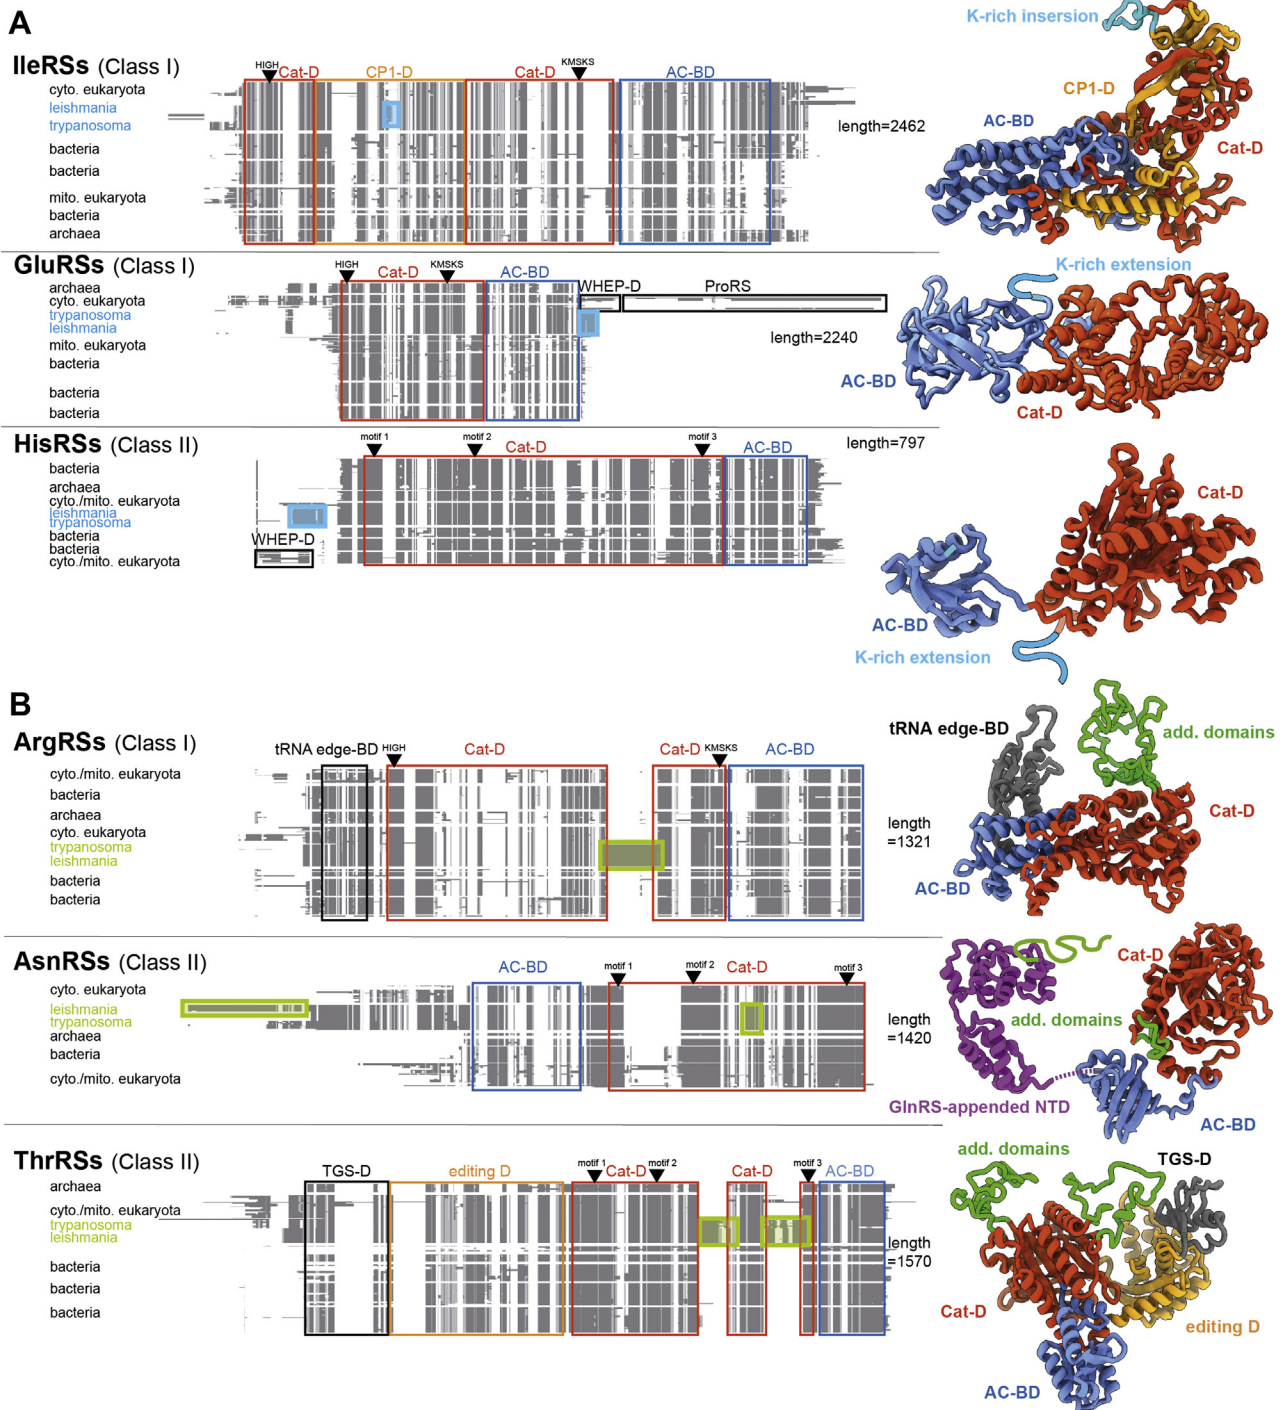 A
K-rich insersion
IleRSs (Class I)
HIGH
Cat-D
CP1-D
Cat-D
KMSKS
AC-BD
cyto. eukaryota
leishmania
trypanosoma
bacteria
bacteria
mito. eukaryota
bacteria
archaea
length=2462
CP1-D
AC-BD
Cat-D
GluRSs (Class I)
HIGH
Cat-D
KMSKS
AC-BD
WHEP-D
ProRS
archaea
cyto. eukaryota
trypanosoma
leishmania
mito. eukaryota
bacteria
bacteria
bacteria
length=2240
K-rich extension
AC-BD
Cat-D
HisRSs (Class II)
motif 1
motif 2
Cat-D
motif 3
AC-BD
length=797
bacteria
archaea
cyto./mito. eukaryota
leishmania
trypanosoma
bacteria
bacteria
cyto./mito. eukaryota
WHEP-D
Cat-D
AC-BD
K-rich extension
B
ArgRSs (Class I)
tRNA edge-BD
HIGH
Cat-D
Cat-D
KMSKS
AC-BD
cyto./mito. eukaryota
bacteria
archaea
cyto. eukaryota
trypanosoma
leishmania
bacteria
bacteria
length
=1321
tRNA edge-BD
add. domains
Cat-D
AC-BD
AsnRSs (Class II)
AC-BD
motif 1
motif 2
Cat-D
motif 3
cyto. eukaryota
leishmania
trypanosoma
archaea
bacteria
cyto./mito. eukaryota
length
=1420
Cat-D
add. domains
GlnRS-appended NTD
AC-BD
ThrRSs (Class II)
TGS-D
editing D
motif 1
Cat-D
motif 2
Cat-D
motif 3
AC-BD
archaea
cyto./mito. eukaryota
trypanosoma
leishmania
bacteria
bacteria
bacteria
length
=1570
add. domains
TGS-D
Cat-D
editing D
AC-BD